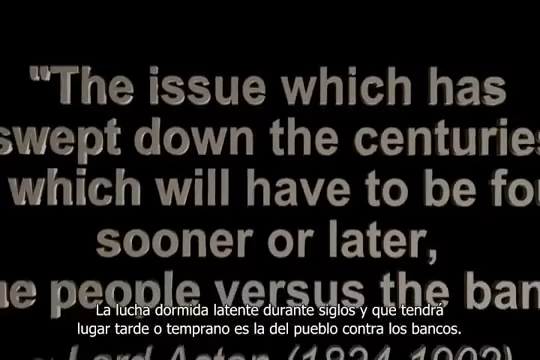 "The issue which has
swept down the centuries
which will have to be
sooner or later,
people versus the
La lucha dormida latente durante siglos y que tendrá
lugar tarde o temprano es la del pueblo contra los bancos.
Lord Acton (1834-1902)